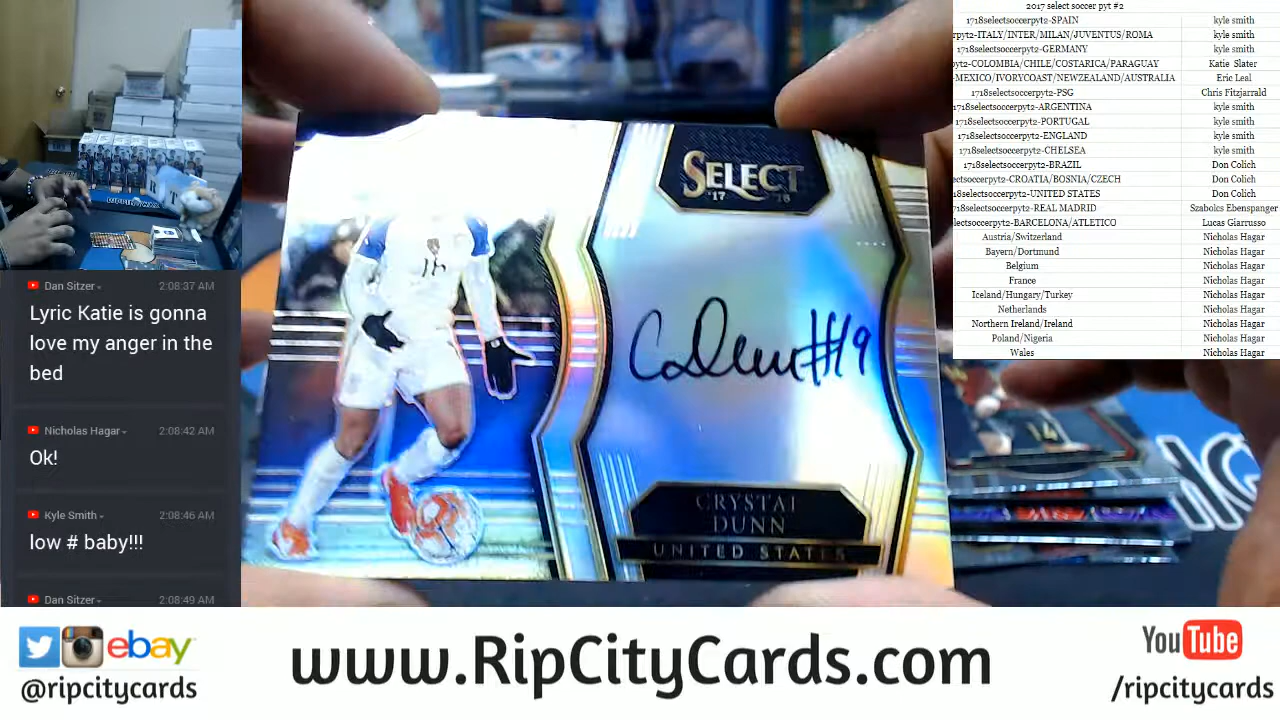 2017 select soccer pyt #2
1718selectsoccerpyt2-SPAIN kyle smith
rpyt2-ITALY/INTER/MILAN/JUVENTUS/ROMA kyle smith
1718selectsoccerpyt2-GERMANY kyle smith
pyt2-COLOMBIA/CHILE/COSTARICA/PARAGUAY Katie Slater
-MEXICO/IVORYCOAST/NEWZEALAND/AUSTRALIA Eric Leal
1718selectsoccerpyt2-PSG Chris Fitzjarrald
1718selectsoccerpyt2-ARGENTINA kyle smith
1718selectsoccerpyt2-PORTUGAL kyle smith
1718selectsoccerpyt2-ENGLAND kyle smith
1718selectsoccerpyt2-CHELSEA kyle smith
1718selectsoccerpyt2-BRAZIL Don Colich
ectsoccerpyt2-CROATIA/BOSNIA/CZECH Don Colich
18selectsoccerpyt2-UNITED STATES Don Colich
1718selectsoccerpyt2-REAL MADRID Szabolcs Ebenspanger
lectsoccerpyt2-BARCELONA/ATLETICO Lucas Giarrusso
Austria/Switzerland Nicholas Hagar
Bayern/Dortmund Nicholas Hagar
Belgium Nicholas Hagar
France Nicholas Hagar
Iceland/Hungary/Turkey Nicholas Hagar
Netherlands Nicholas Hagar
Northern Ireland/Ireland Nicholas Hagar
Poland/Nigeria Nicholas Hagar
Wales Nicholas Hagar
SELECT
'17 '18
16
#19
CRYSTAL
DUNN
UNITED STATES
14
Dan Sitzer 2:08:37 AM
Lyric Katie is gonna
love my anger in the
bed
Nicholas Hagar 2:08:42 AM
Ok!
Kyle Smith 2:08:46 AM
low # baby!!!
Dan Sitzer 2:08:49 AM
ebay
@ripcitycards
www.RipCityCards.com
YouTube
/ripcitycards